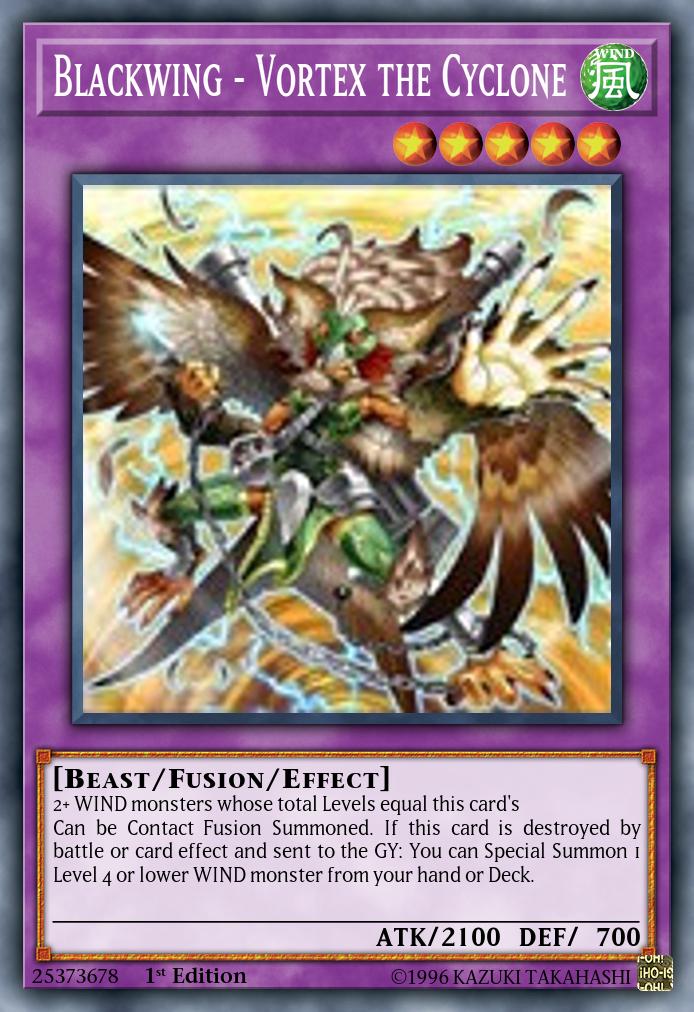 Blackwing - Vortex the Cyclone
WIND
風
[Beast/Fusion/Effect]
2+ WIND monsters whose total Levels equal this card's
Can be Contact Fusion Summoned. If this card is destroyed by
battle or card effect and sent to the GY: You can Special Summon 1
Level 4 or lower WIND monster from your hand or Deck.
ATK/2100 DEF/ 700
25373678 1st Edition ©1996 KAZUKI TAKAHASHI